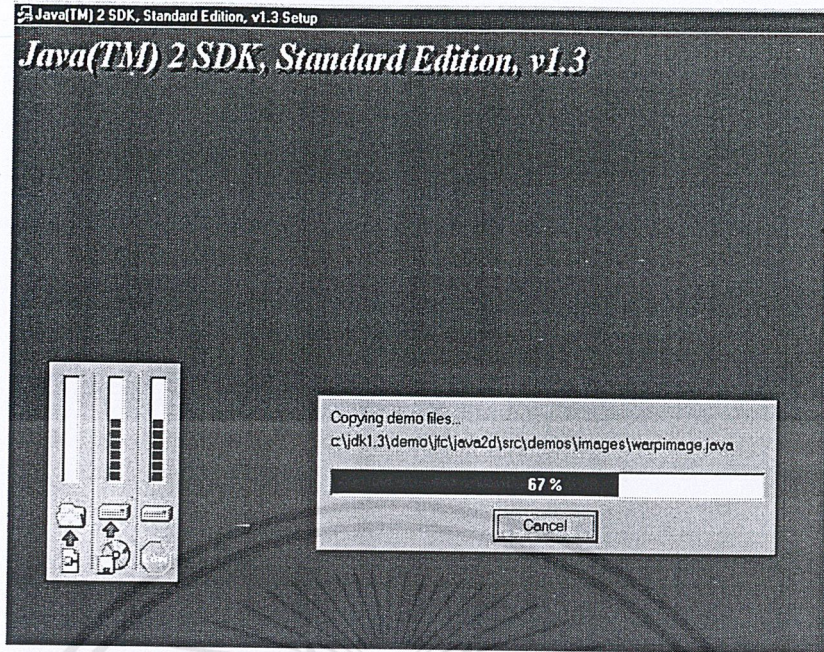 Java(TM) 2 SDK, Standard Edition, v1.3 Setup
Java(TM) 2 SDK, Standard Edition, v1.3
Copying demo files...
c:\jdk1.3\demo\jfc\java2d\src\demos\images\warpimage.java
67 %
Cancel